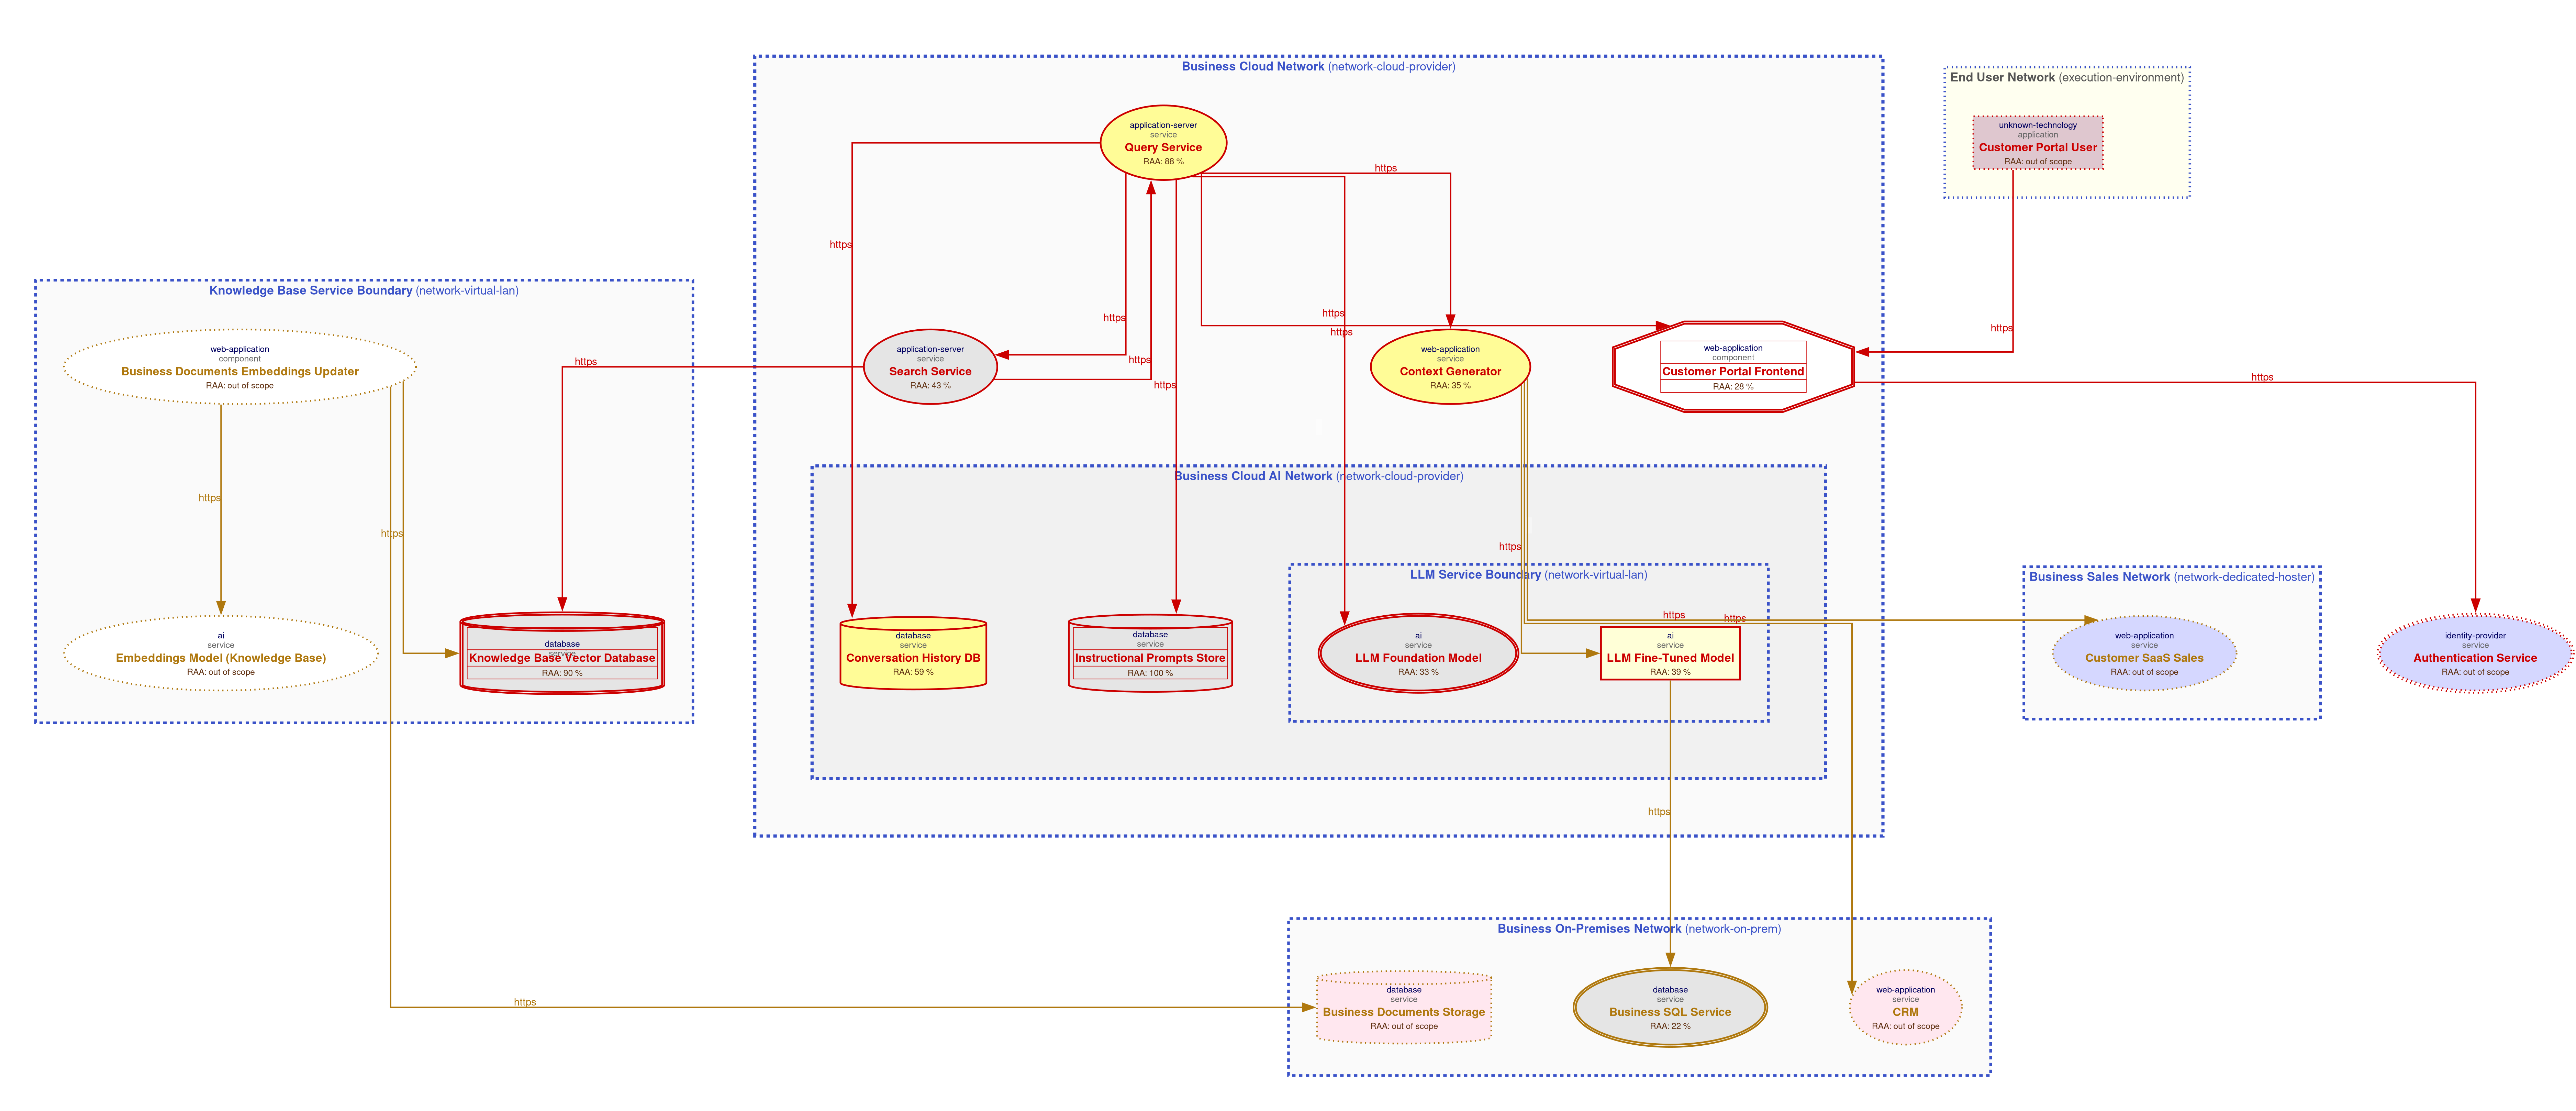 Business Cloud Network (network-cloud-provider)
End User Network (execution-environment)
application-server
service
Query Service
RAA: 88 %
unknown-technology
application
Customer Portal User
RAA: out of scope
https
https
Knowledge Base Service Boundary (network-virtual-lan)
https
https
https
https
https
https
https
https
web-application
component
Business Documents Embeddings Updater
RAA: out of scope
application-server
service
Search Service
RAA: 43 %
web-application
service
Context Generator
RAA: 35 %
web-application
component
Customer Portal Frontend
RAA: 28 %
https
Business Cloud AI Network (network-cloud-provider)
https
https
https
LLM Service Boundary (network-virtual-lan)
Business Sales Network (network-dedicated-hoster)
https
https
ai
service
Embeddings Model (Knowledge Base)
RAA: out of scope
database
service
Knowledge Base Vector Database
RAA: 90 %
database
service
Conversation History DB
RAA: 59 %
database
service
Instructional Prompts Store
RAA: 100 %
ai
service
LLM Foundation Model
RAA: 33 %
ai
service
LLM Fine-Tuned Model
RAA: 39 %
web-application
service
Customer SaaS Sales
RAA: out of scope
identity-provider
service
Authentication Service
RAA: out of scope
https
Business On-Premises Network (network-on-prem)
https
database
service
Business Documents Storage
RAA: out of scope
database
service
Business SQL Service
RAA: 22 %
web-application
service
CRM
RAA: out of scope